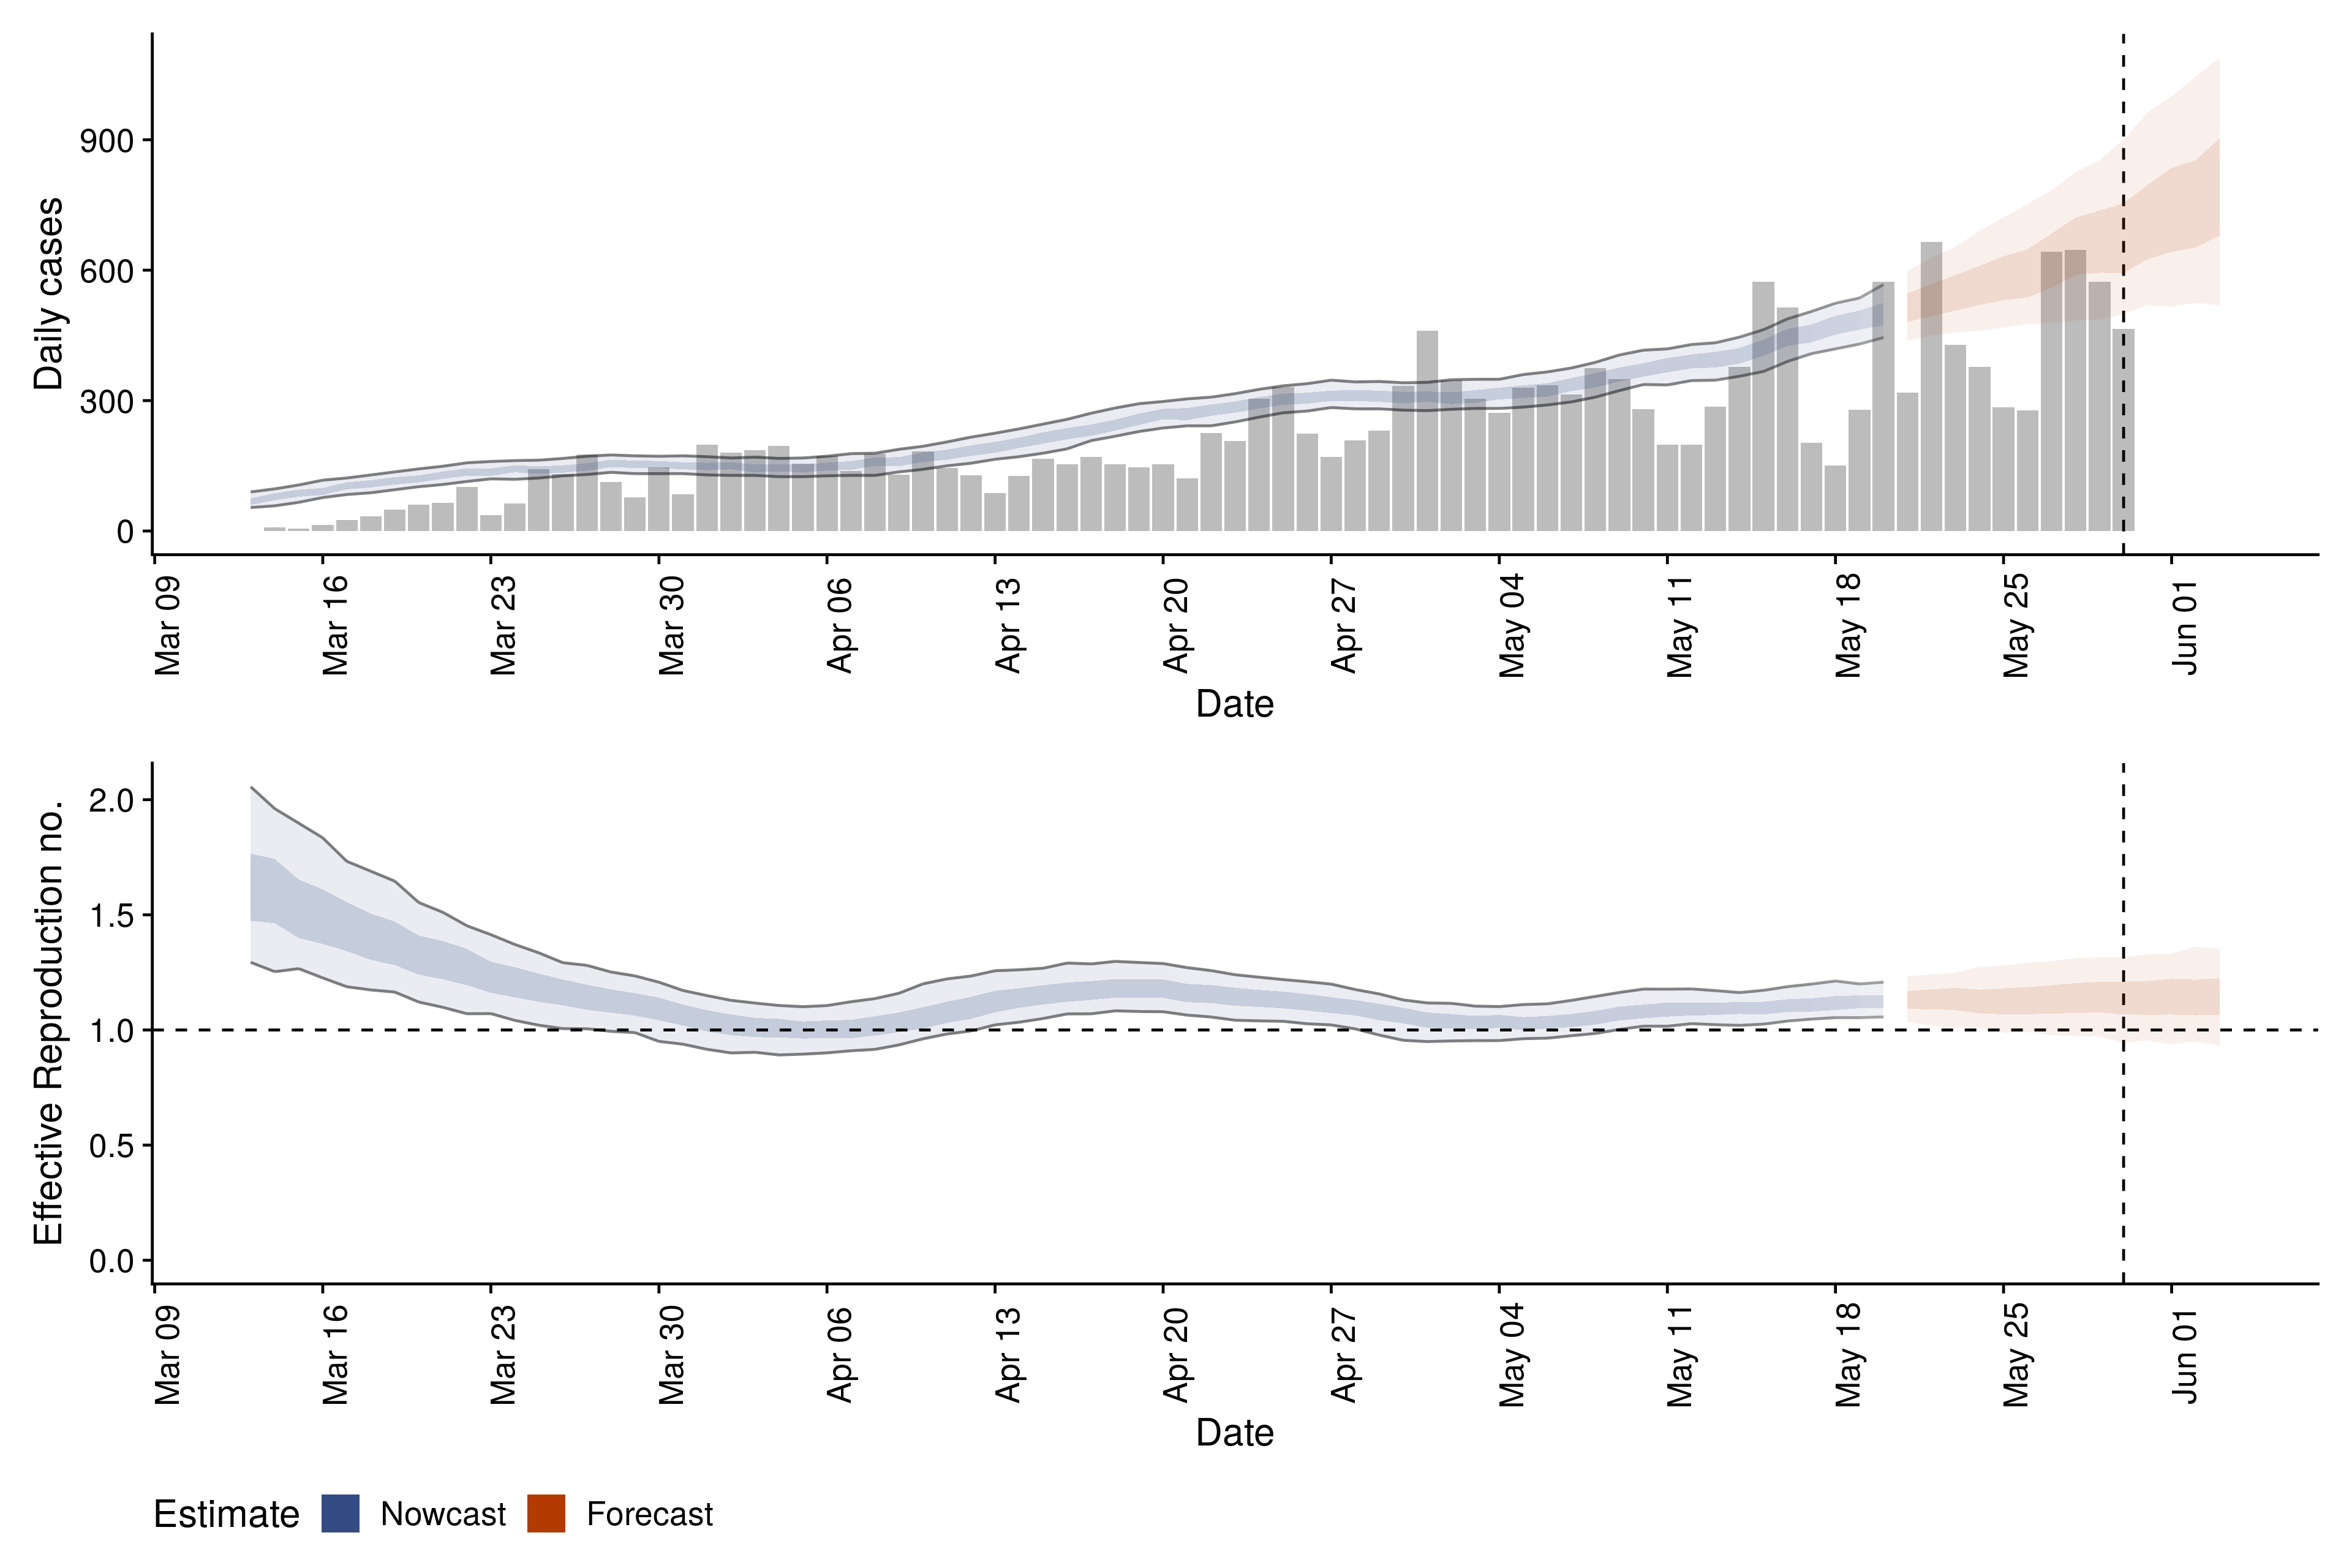 Daily cases
900
600
300
0
Mar 09
Mar 16
Mar 23
Mar 30
Apr 06
Apr 13
Apr 20
Apr 27
May 04
May 11
May 18
May 25
Jun 01
Date
Effective Reproduction no.
2.0
1.5
1.0
0.5
0.0
Mar 09
Mar 16
Mar 23
Mar 30
Apr 06
Apr 13
Apr 20
Apr 27
May 04
May 11
May 18
May 25
Jun 01
Date
Estimate Nowcast Forecast